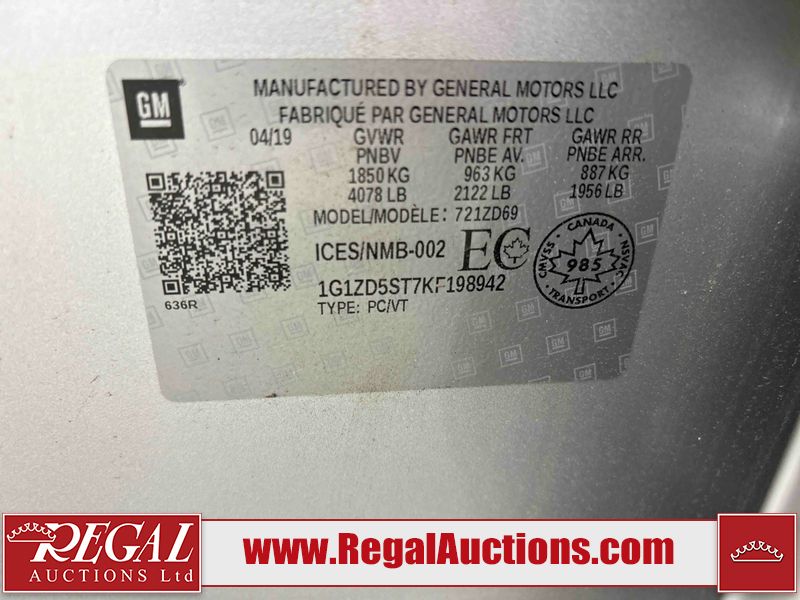 GM
MANUFACTURED BY GENERAL MOTORS LLC
FABRIQUÉ PAR GENERAL MOTORS LLC
04/19 GVWR GAWR FRT GAWR RR
PNBV PNBE AV. PNBE ARR.
1850 KG 963 KG 887 KG
4078 LB 2122 LB 1956 LB
MODEL/MODÈLE: 721ZD69
ICES/NMB-002 EC
CANADA
CMVSS 985 NSVAC
TRANSPORT
1G1ZD5ST7KF198942
TYPE: PC/VT
636R
REGAL
AUCTIONS Ltd
www.RegalAuctions.com